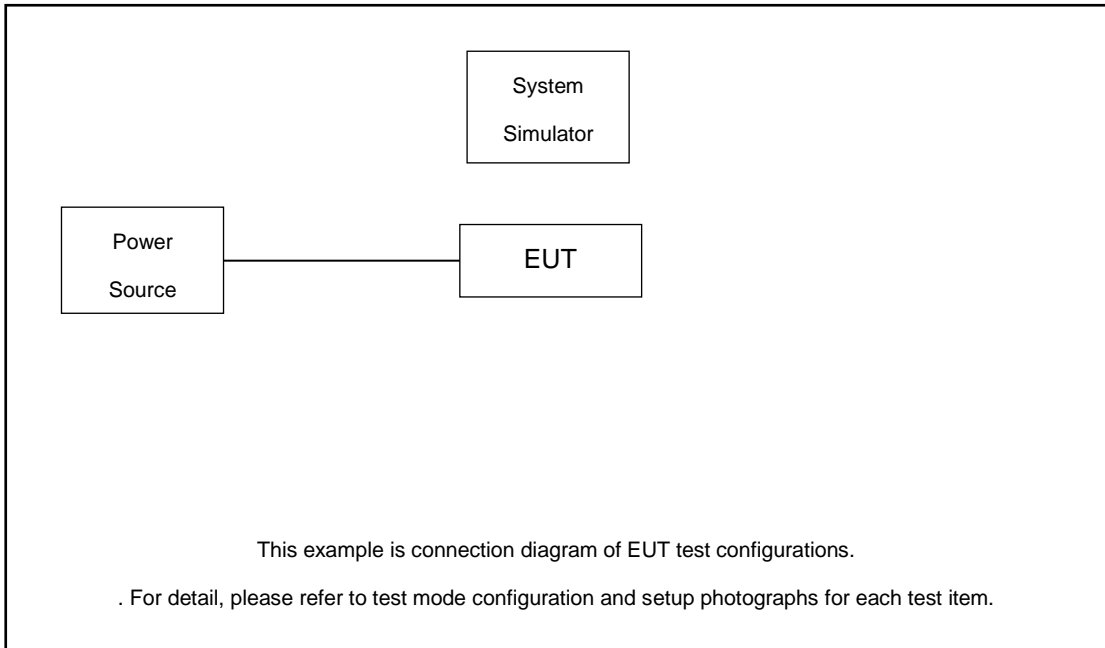 System
Simulator
Power
Source
EUT
This example is connection diagram of EUT test configurations.
. For detail, please refer to test mode configuration and setup photographs for each test item.